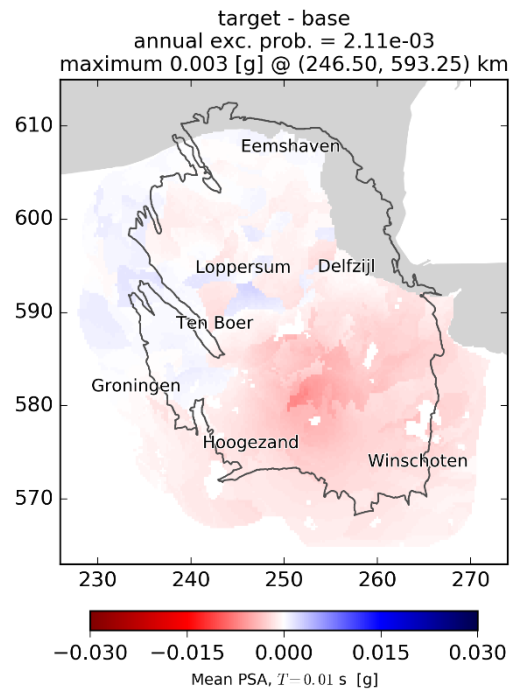 target - base
annual exc. prob. = 2.11e-03
maximum 0.003 [g] @ (246.50, 593.25) km
610
Eemshaven
600
Loppersum Delfzijl
590
Ten Boer
Groningen
580
Hoogezand
Winschoten
570
230 240 250 260 270
−0.030 −0.015 0.000 0.015 0.030
Mean PSA, T=0.01 s [g]